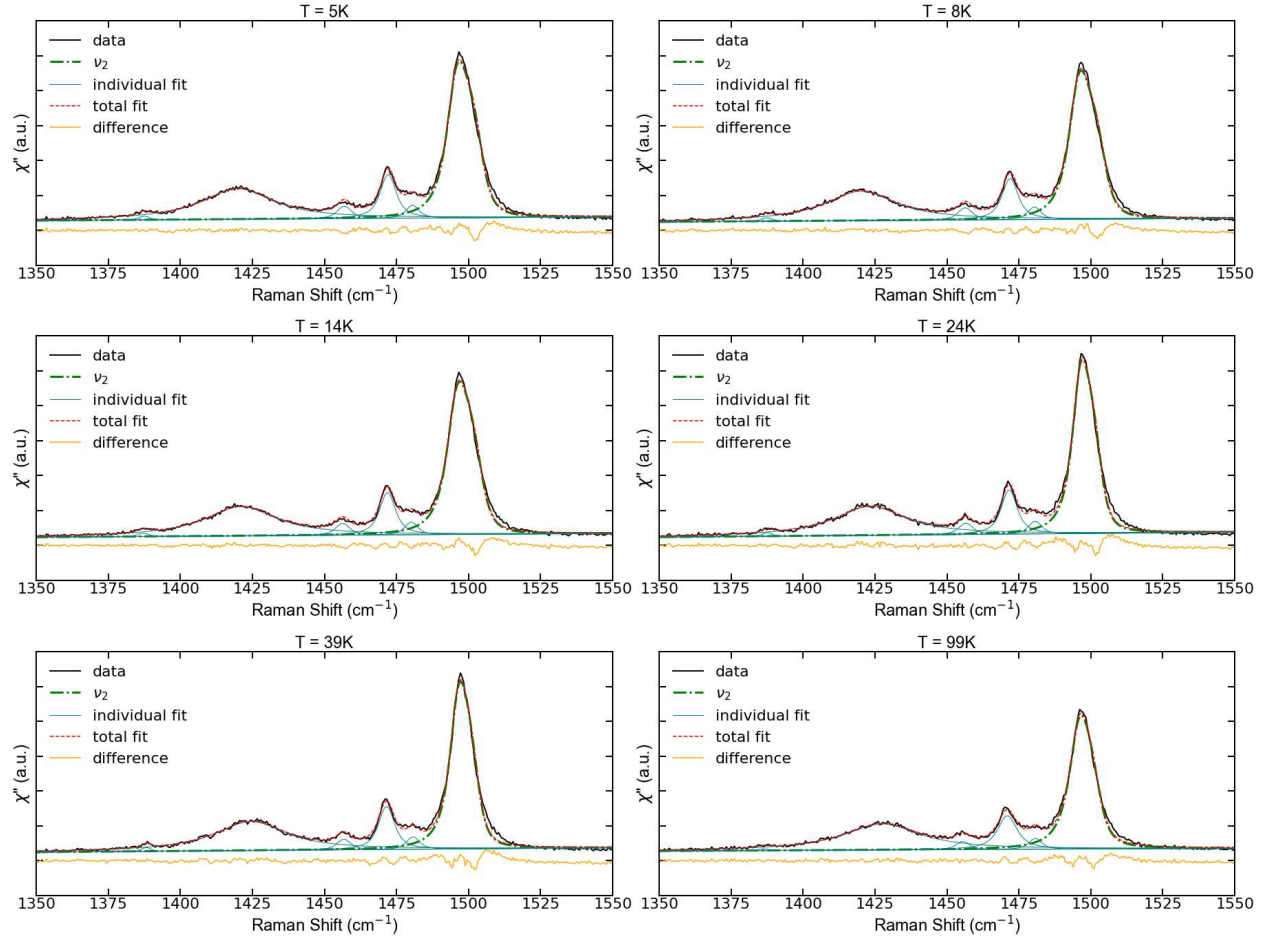 T = 5K
data
ν₂
individual fit
total fit
difference
χ" (a.u.)
1350 1375 1400 1425 1450 1475 1500 1525 1550
Raman Shift (cm⁻¹)
T = 8K
data
ν₂
individual fit
total fit
difference
χ" (a.u.)
1350 1375 1400 1425 1450 1475 1500 1525 1550
Raman Shift (cm⁻¹)
T = 14K
data
ν₂
individual fit
total fit
difference
χ" (a.u.)
1350 1375 1400 1425 1450 1475 1500 1525 1550
Raman Shift (cm⁻¹)
T = 24K
data
ν₂
individual fit
total fit
difference
χ" (a.u.)
1350 1375 1400 1425 1450 1475 1500 1525 1550
Raman Shift (cm⁻¹)
T = 39K
data
ν₂
individual fit
total fit
difference
χ" (a.u.)
1350 1375 1400 1425 1450 1475 1500 1525 1550
Raman Shift (cm⁻¹)
T = 99K
data
ν₂
individual fit
total fit
difference
χ" (a.u.)
1350 1375 1400 1425 1450 1475 1500 1525 1550
Raman Shift (cm⁻¹)